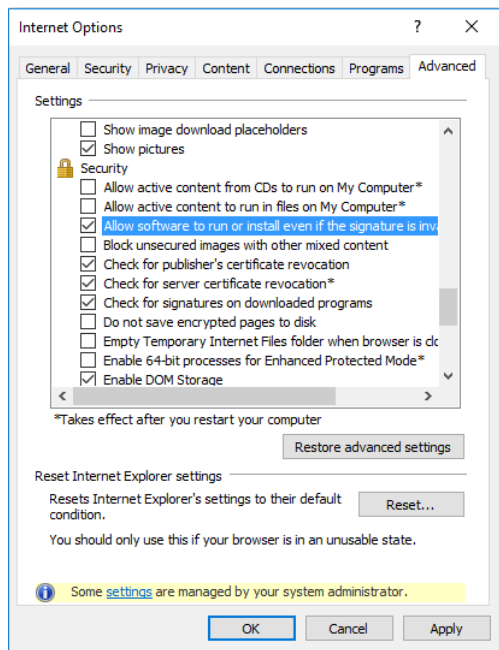 Internet Options
General Security Privacy Content Connections Programs Advanced
Settings
Show image download placeholders
Show pictures
Security
Allow active content from CDs to run on My Computer*
Allow active content to run in files on My Computer*
Allow software to run or install even if the signature is inva
Block unsecured images with other mixed content
Check for publisher's certificate revocation
Check for server certificate revocation*
Check for signatures on downloaded programs
Do not save encrypted pages to disk
Empty Temporary Internet Files folder when browser is clo
Enable 64-bit processes for Enhanced Protected Mode*
Enable DOM Storage
*Takes effect after you restart your computer
Restore advanced settings
Reset Internet Explorer settings
Resets Internet Explorer's settings to their default
condition.
Reset...
You should only use this if your browser is in an unusable state.
Some settings are managed by your system administrator.
OK Cancel Apply